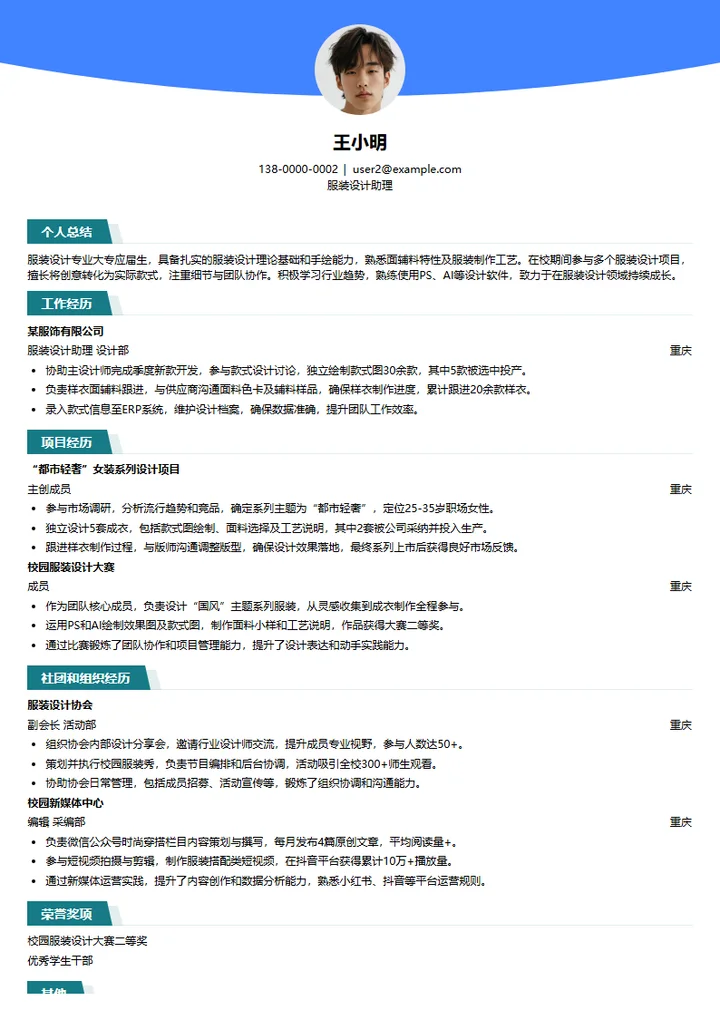 王小明
138-0000-0002 | user2@example.com
服装设计助理
个人总结
服装设计专业大专应届生，具备扎实的服装设计理论基础和手绘能力，熟悉面辅料特性及服装制作工艺。在校期间参与多个服装设计项目，
擅长将创意转化为实际款式，注重细节与团队协作。积极学习行业趋势，熟练使用PS、AI等设计软件，致力于在服装设计领域持续成长。
工作经历
某服饰有限公司
服装设计助理 设计部 重庆
• 协助主设计师完成季度新款开发，参与款式设计讨论，独立绘制款式图30余款，其中5款被选中投产。
• 负责样衣面辅料跟进，与供应商沟通面料色卡及辅料样品，确保样衣制作进度，累计跟进20余款样衣。
• 录入款式信息至ERP系统，维护设计档案，确保数据准确，提升团队工作效率。
项目经历
“都市轻奢”女装系列设计项目
主创成员 重庆
• 参与市场调研，分析流行趋势和竞品，确定系列主题为“都市轻奢”，定位25-35岁职场女性。
• 独立设计5套成衣，包括款式图绘制、面料选择及工艺说明，其中2套被公司采纳并投入生产。
• 跟进样衣制作过程，与版师沟通调整版型，确保设计效果落地，最终系列上市后获得良好市场反馈。
校园服装设计大赛
成员 重庆
• 作为团队核心成员，负责设计“国风”主题系列服装，从灵感收集到成衣制作全程参与。
• 运用PS和AI绘制效果图及款式图，制作面料小样和工艺说明，作品获得大赛二等奖。
• 通过比赛锻炼了团队协作和项目管理能力，提升了设计表达和动手实践能力。
社团和组织经历
服装设计协会
副会长 活动部 重庆
• 组织协会内部设计分享会，邀请行业设计师交流，提升成员专业视野，参与人数达50+。
• 策划并执行校园服装秀，负责节目编排和后台协调，活动吸引全校300+师生观看。
• 协助协会日常管理，包括成员招募、活动宣传等，锻炼了组织协调和沟通能力。
校园新媒体中心
编辑 采编部 重庆
• 负责微信公众号时尚穿搭栏目内容策划与撰写，每月发布4篇原创文章，平均阅读量+。
• 参与短视频拍摄与剪辑，制作服装搭配类短视频，在抖音平台获得累计10万+播放量。
• 通过新媒体运营实践，提升了内容创作和数据分析能力，熟悉小红书、抖音等平台运营规则。
荣誉奖项
校园服装设计大赛二等奖
优秀学生干部
其他